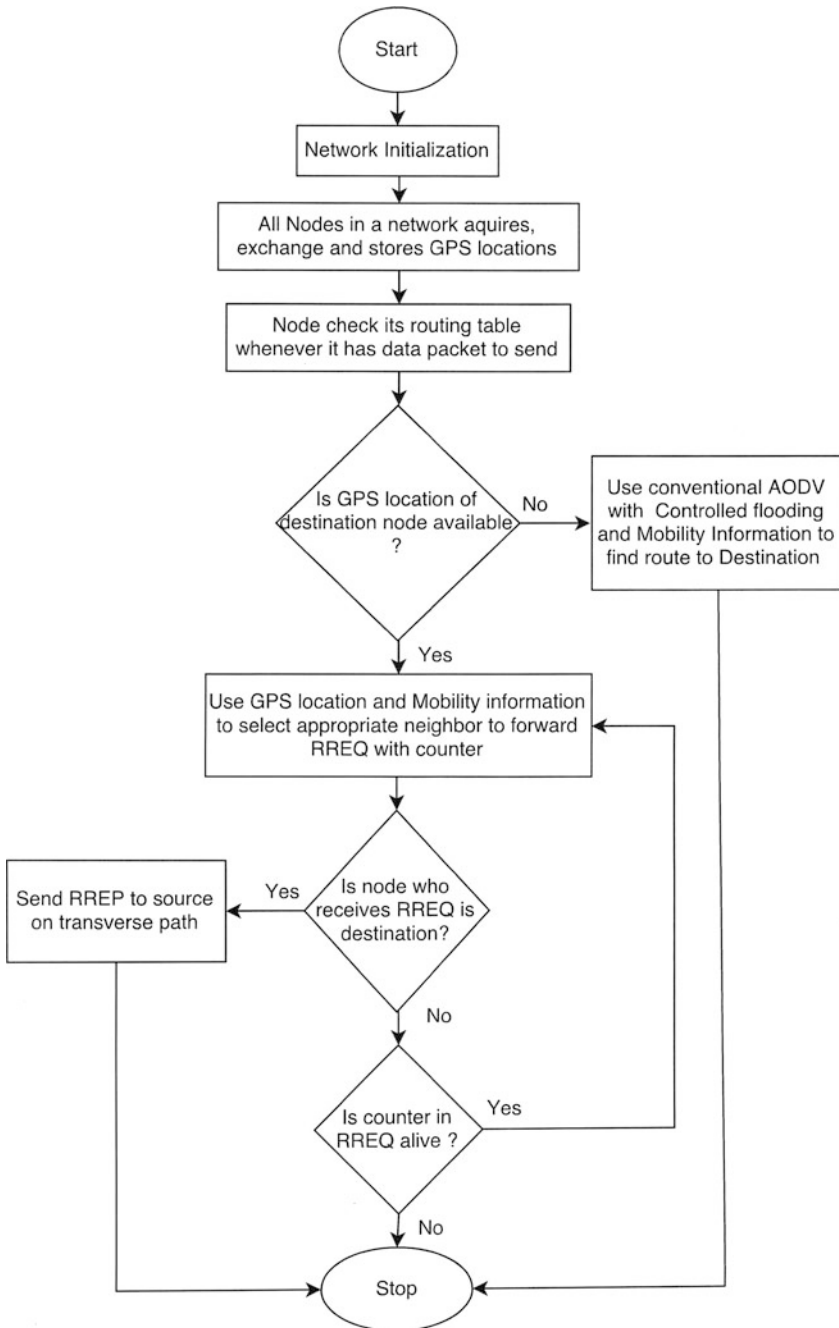 Start
Network Initialization
All Nodes in a network aquires,
exchange and stores GPS locations
Node check its routing table
whenever it has data packet to send
Is GPS location of
destination node available
?
No
Use conventional AODV
with Controlled flooding
and Mobility Information to
find route to Destination
Yes
Use GPS location and Mobility information
to select appropriate neighbor to forward
RREQ with counter
Send RREP to source
on transverse path
Yes
Is node who
receives RREQ is
destination?
No
Is counter in
RREQ alive ?
Yes
No
Stop